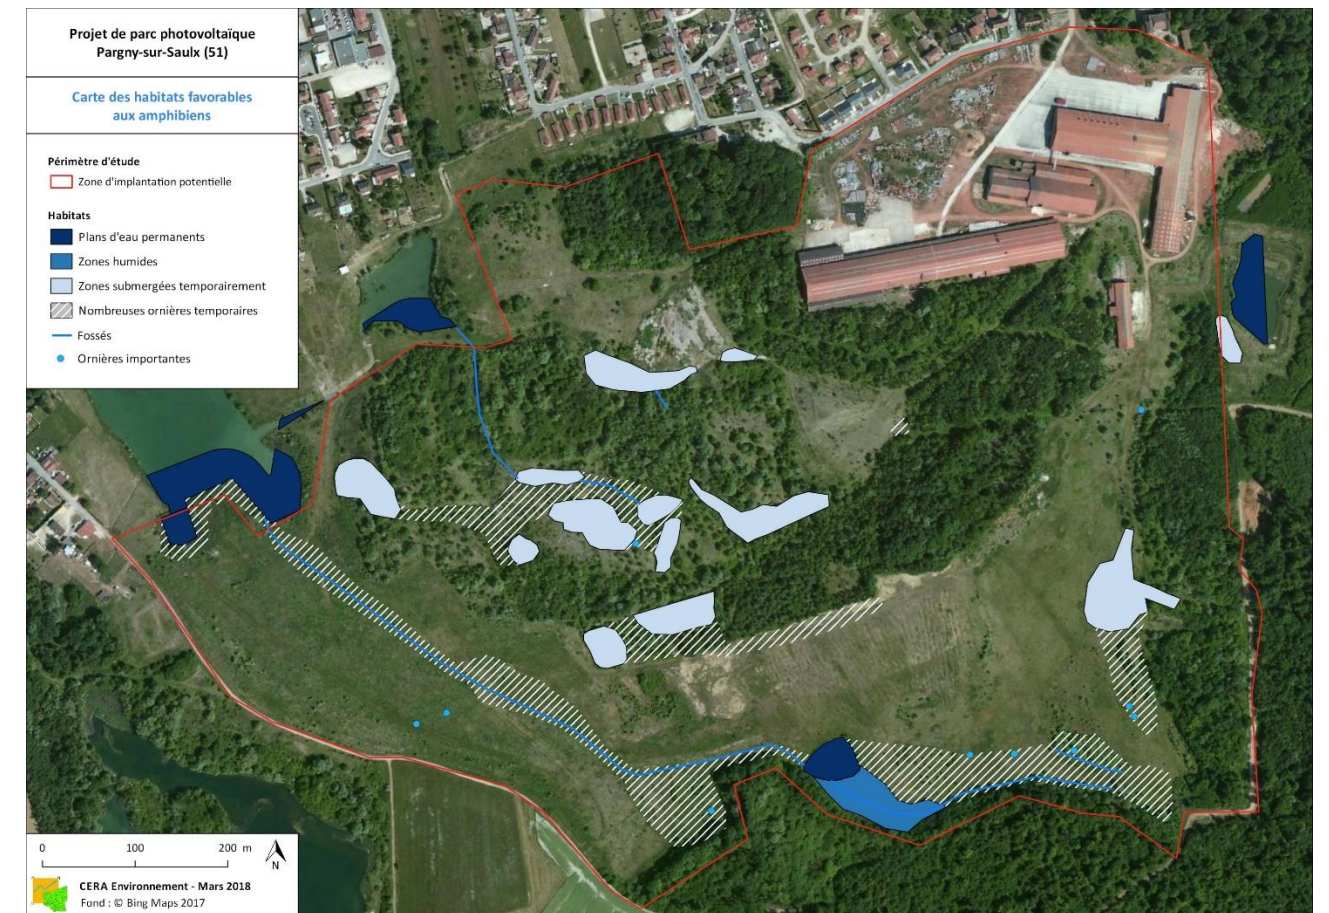 Projet de parc photovoltaïque
Pargny-sur-Saulx (51)
Carte des habitats favorables
aux amphibiens
Périmètre d'étude
Zone d'implantation potentielle
Habitats
Plans d'eau permanents
Zones humides
Zones submergées temporairement
Nombreuses ornières temporaires
Fossés
Ornières importantes
0 100 200 m
N
CERA Environnement - Mars 2018
Fond : © Bing Maps 2017